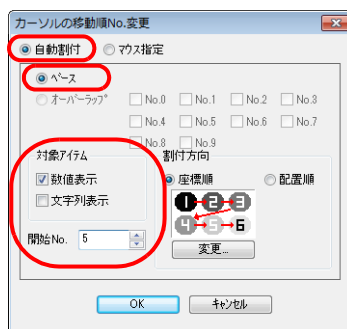 カーソルの移動順No.変更
自動割付 マウス指定
ベース
オーバーラップ No.0 No.1 No.2 No.3
No.4 No.5 No.6 No.7
No.8 No.9
対象アイテム 割付方向
数値表示 座標順 配置順
文字列表示 1 2 3
4 5 6
開始No. 5 変更...
OK キャンセル